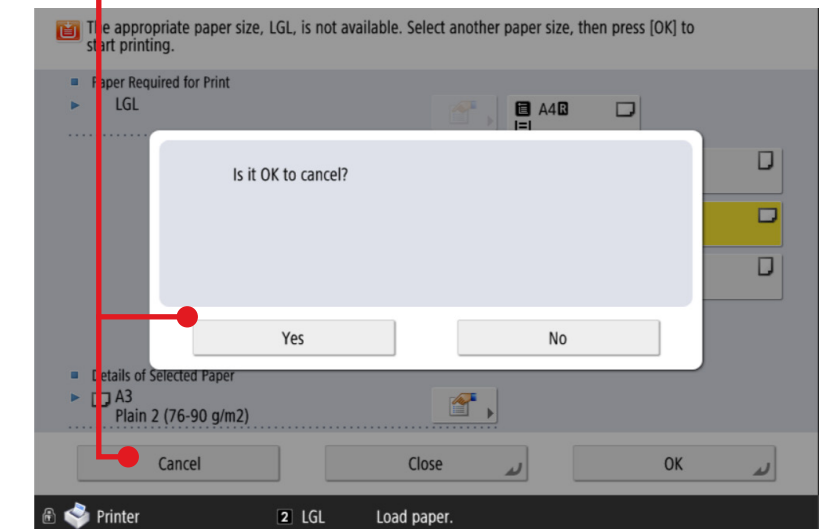 The appropriate paper size, LGL, is not available. Select another paper size, then press [OK] to
start printing.
Paper Required for Print
LGL
A4R
Is it OK to cancel?
Yes
No
Details of Selected Paper
A3
Plain 2 (76-90 g/m2)
Cancel
Close
OK
Printer
2 LGL
Load paper.